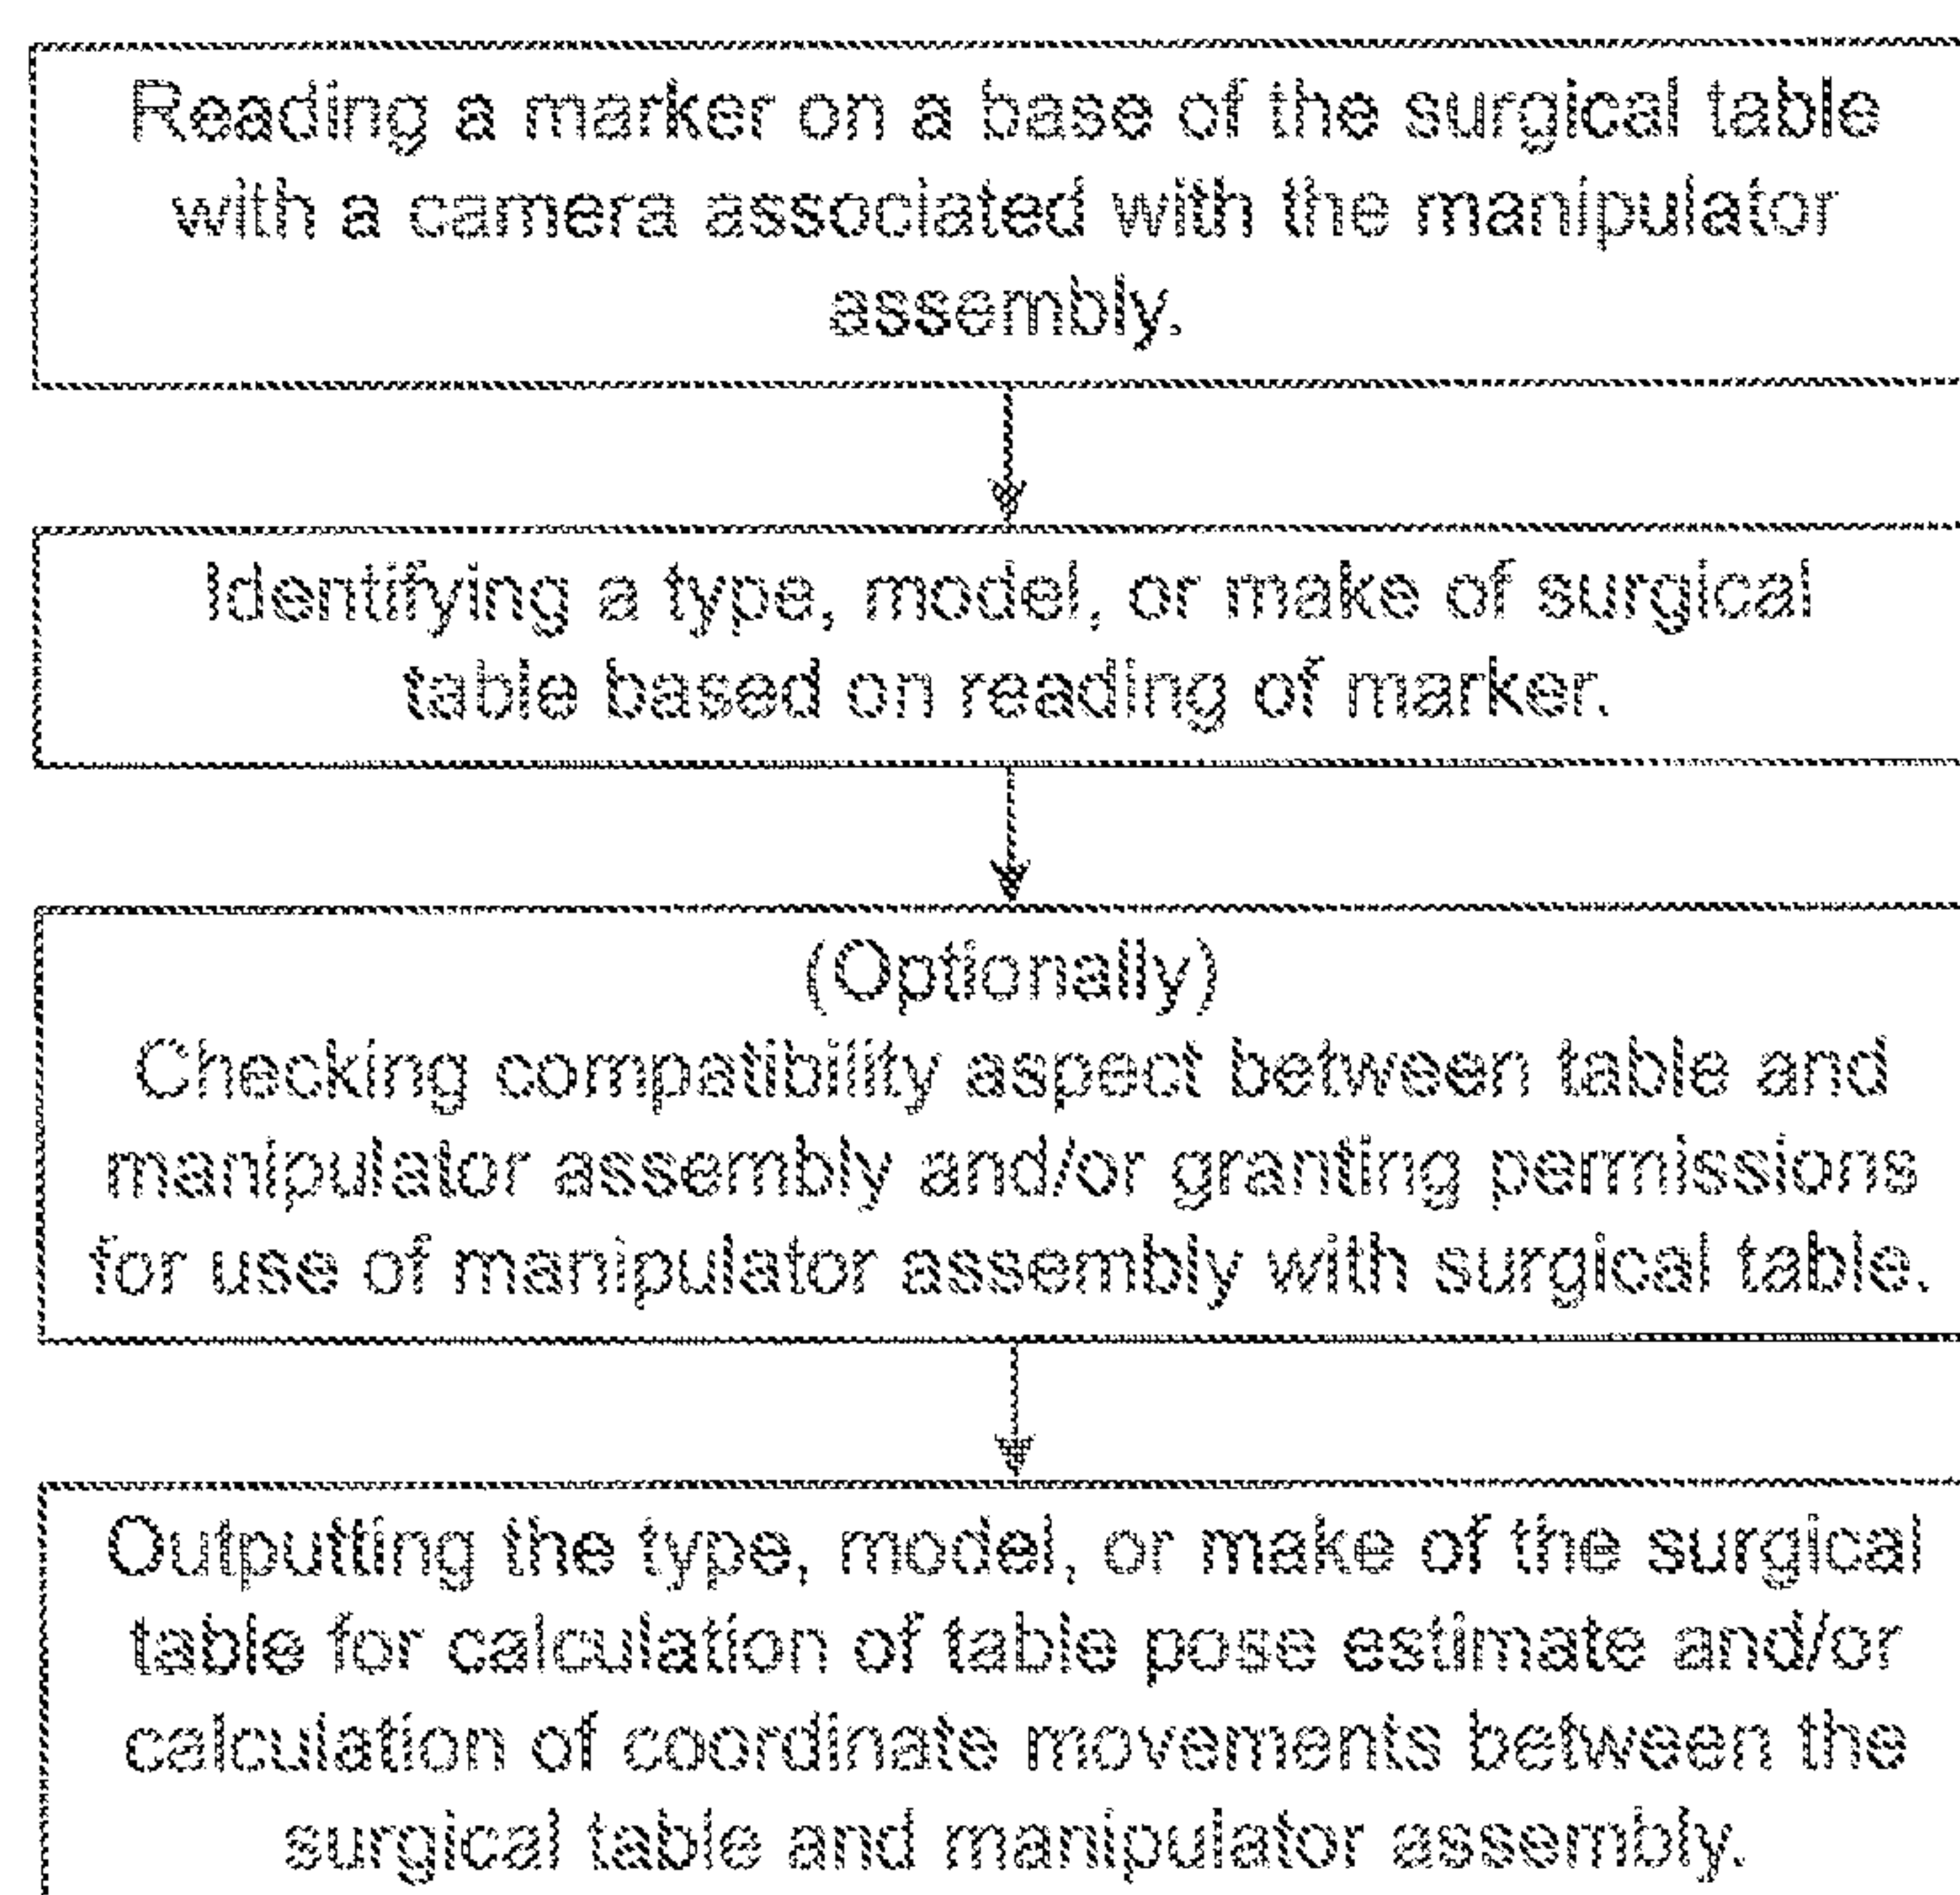 Reading a marker on a base of the surgical table
with a camera associated with the manipulator
assembly.
Identifying a type, model, or make of surgical
table based on reading of marker.
(Optionally)
Checking compatibility aspect between table and
manipulator assembly and/or granting permissions
for use of manipulator assembly with surgical table.
Outputting the type, model, or make of the surgical
table for calculation of table pose estimate and/or
calculation of coordinate movements between the
surgical table and manipulator assembly.